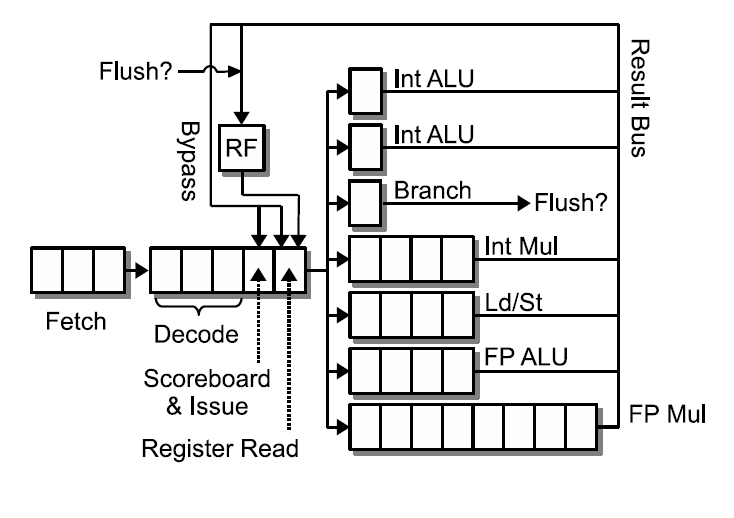 Flush?
Int ALU
Result Bus
Bypass
RF
Int ALU
Branch
Flush?
Int Mul
Fetch
Decode
Ld/St
Scoreboard
& Issue
FP ALU
Register Read
FP Mul